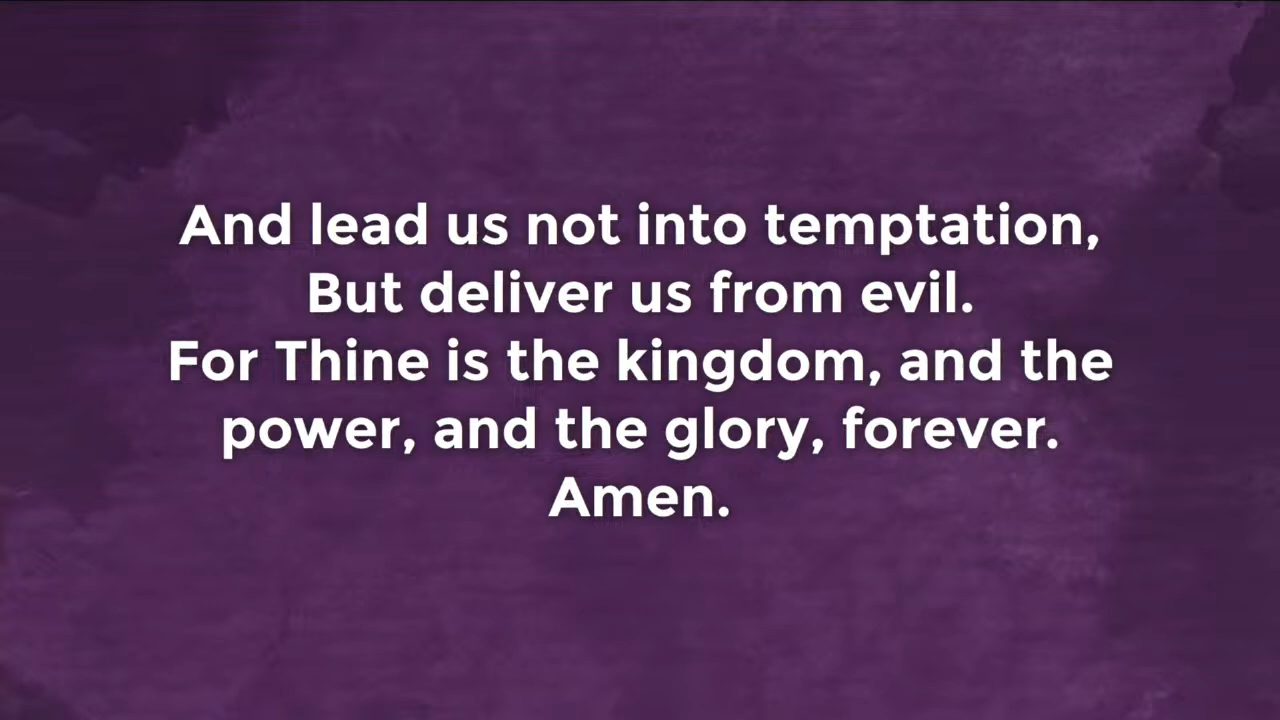 And lead us not into temptation,
But deliver us from evil.
For Thine is the kingdom, and the
power, and the glory, forever.
Amen.